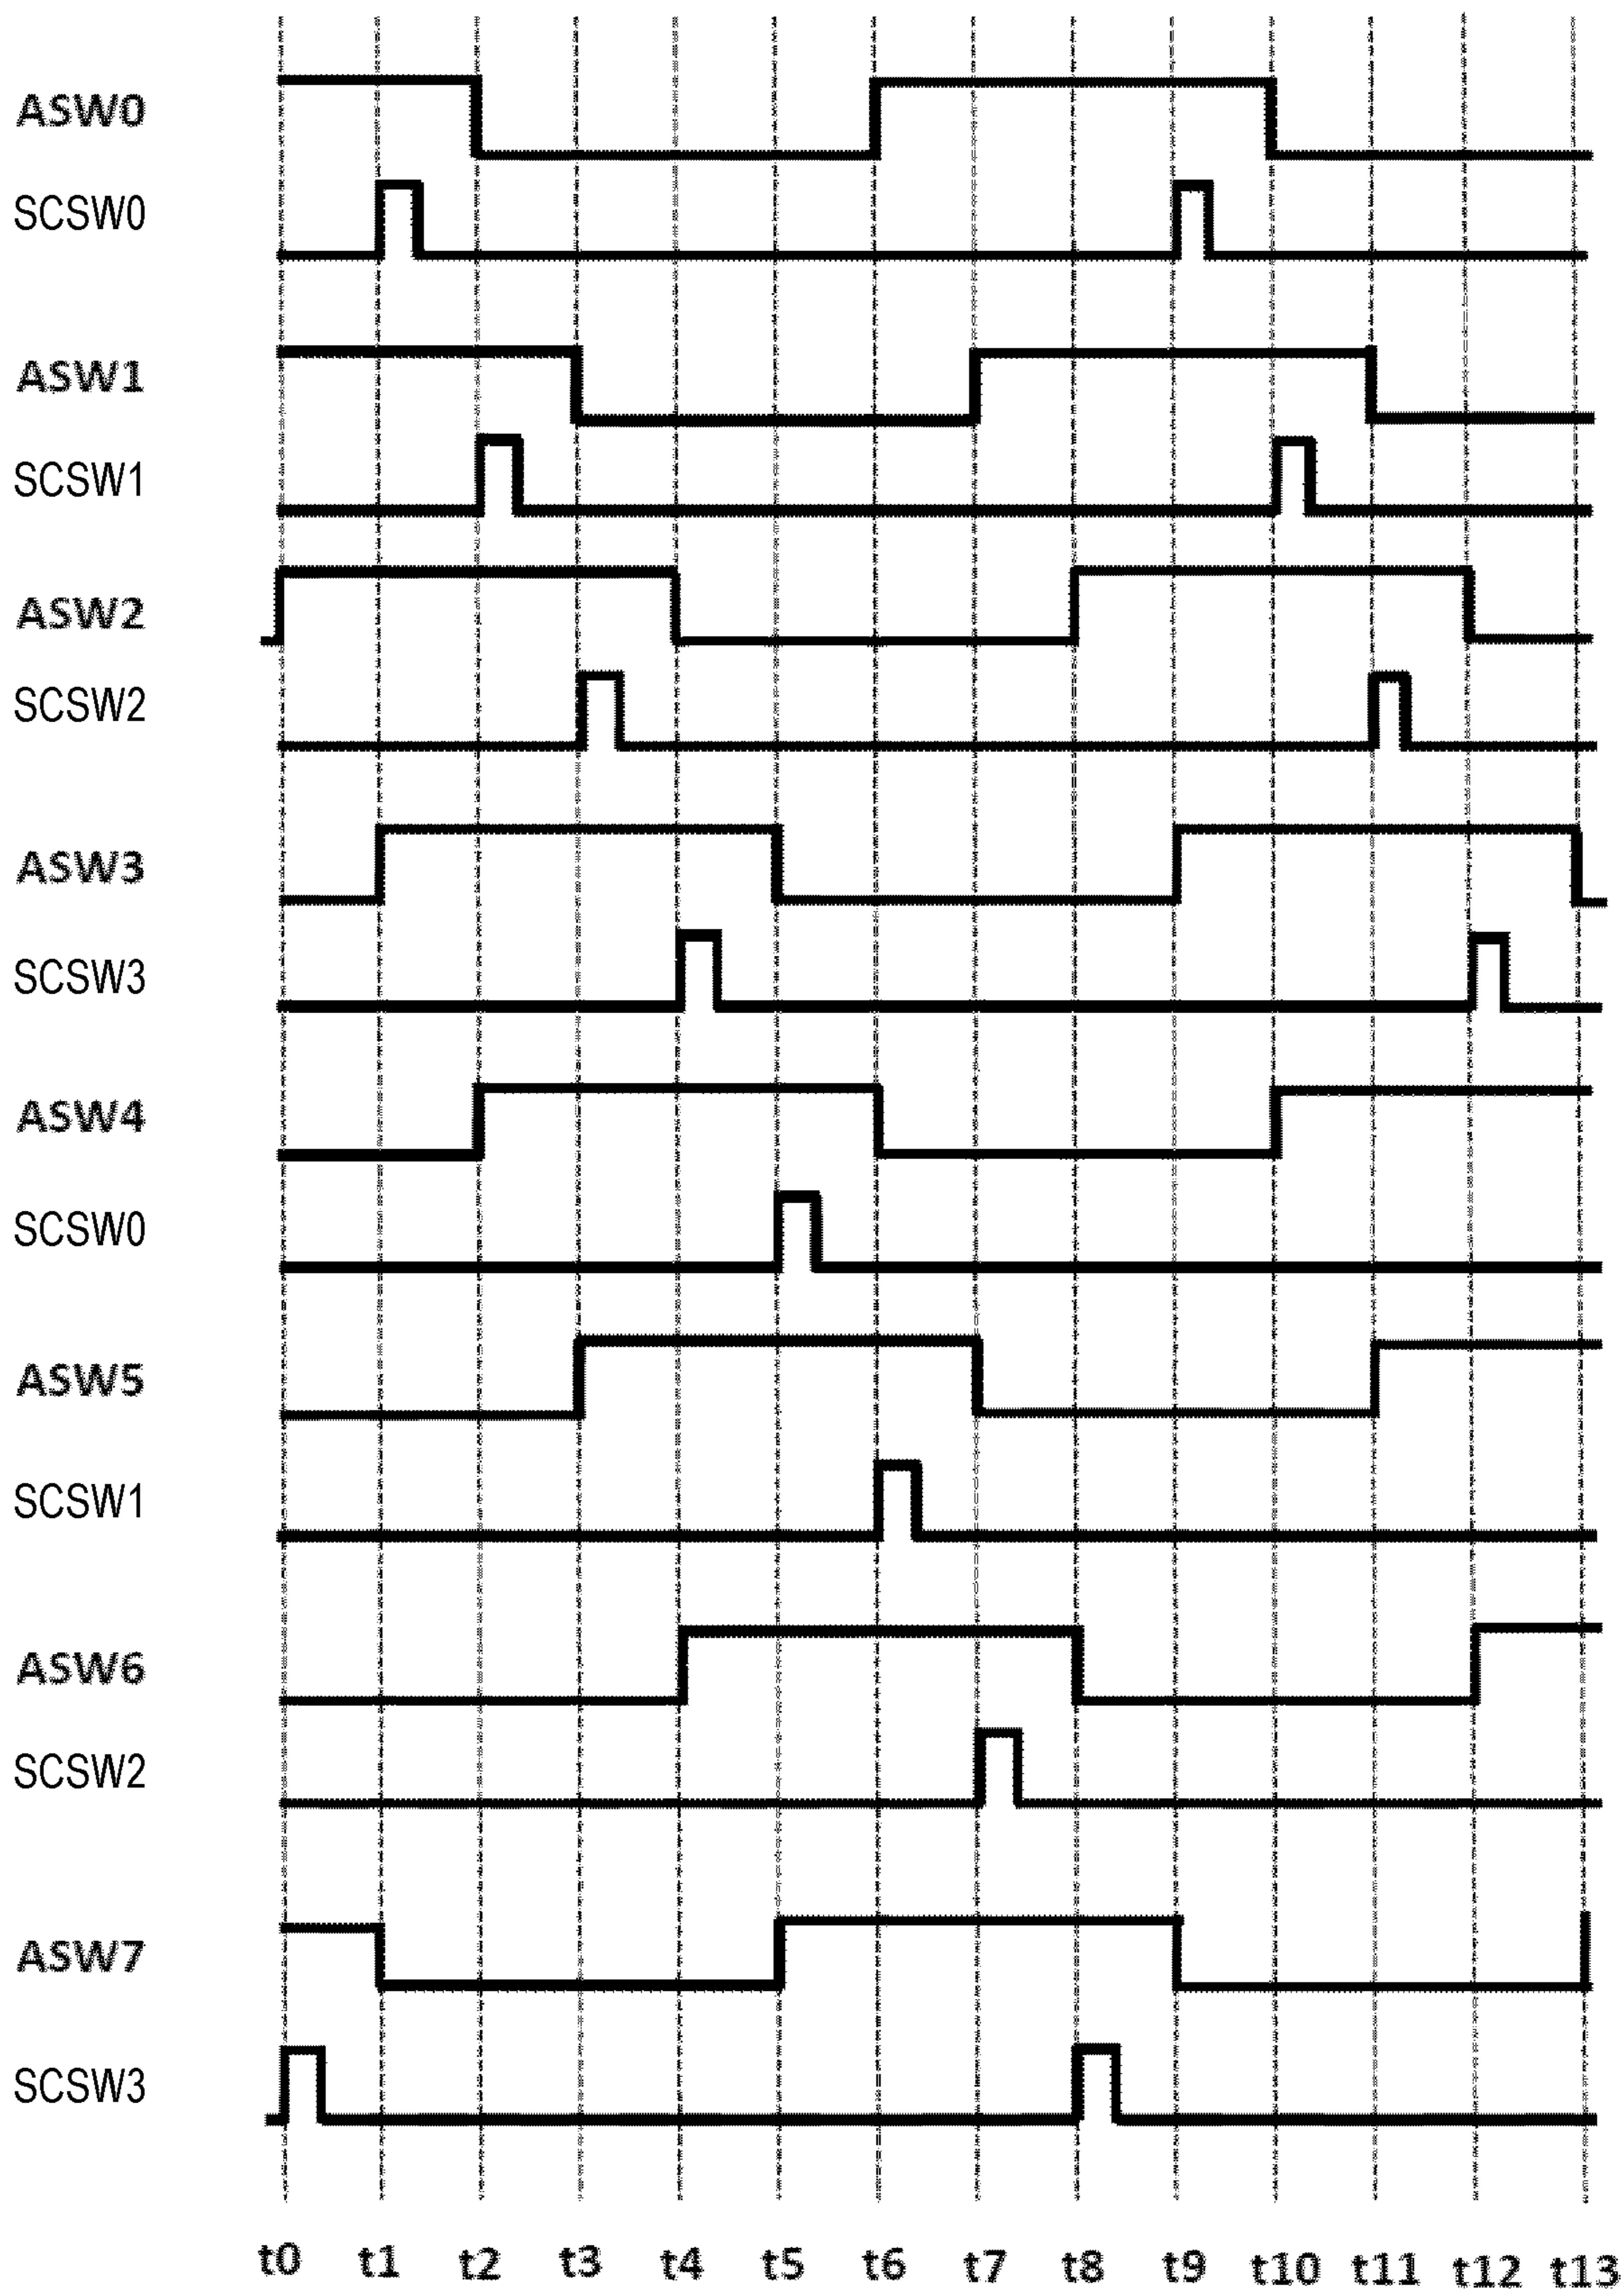 ASW0
SCSW0
ASW1
SCSW1
ASW2
SCSW2
ASW3
SCSW3
ASW4
SCSW0
ASW5
SCSW1
ASW6
SCSW2
ASW7
SCSW3
t0 t1 t2 t3 t4 t5 t6 t7 t8 t9 t10 t11 t12 t13